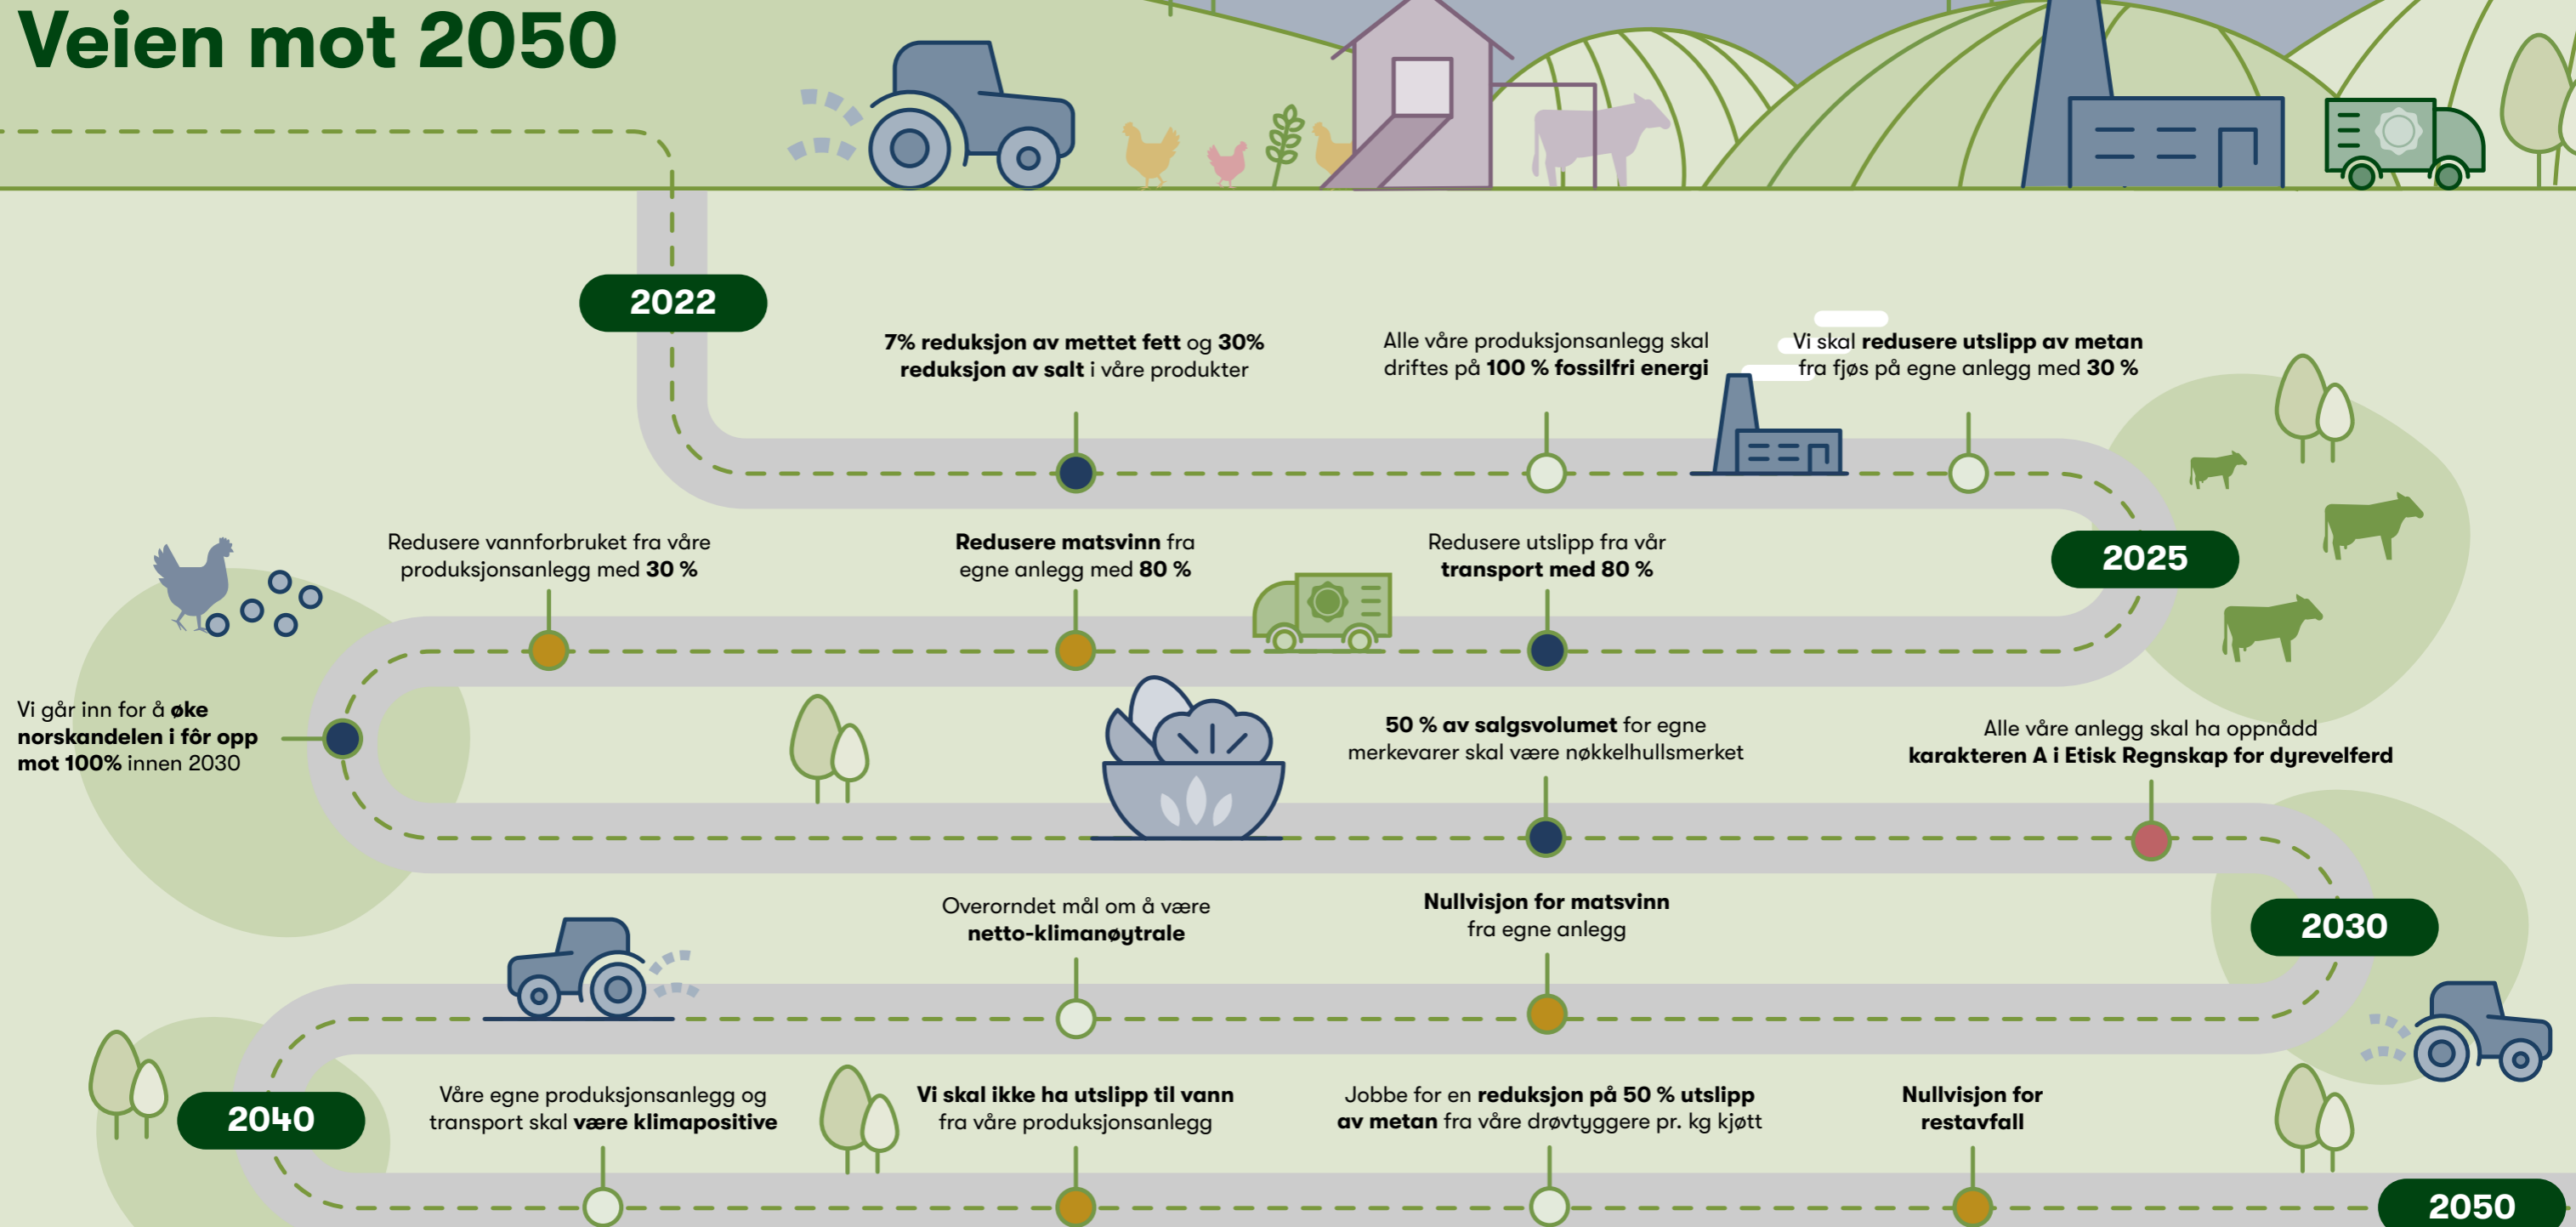 Veien mot 2050
2022
7% reduksjon av mettet fett og 30%
reduksjon av salt i våre produkter
Alle våre produksjonsanlegg skal
driftes på 100 % fossilfri energi
Vi skal redusere utslipp av metan
fra fjøs på egne anlegg med 30 %
2025
Redusere utslipp fra vår
transport med 80 %
Redusere matsvinn fra
egne anlegg med 80 %
Redusere vannforbruket fra våre
produksjonsanlegg med 30 %
Vi går inn for å øke
norskandelen i fôr opp
mot 100% innen 2030
50 % av salgsvolumet for egne
merkevarer skal være nøkkelhullsmerket
Alle våre anlegg skal ha oppnådd
karakteren A i Etisk Regnskap for dyrevelferd
2030
Nullvisjon for matsvinn
fra egne anlegg
Overorndet mål om å være
netto-klimanøytrale
2040
Våre egne produksjonsanlegg og
transport skal være klimapositive
Vi skal ikke ha utslipp til vann
fra våre produksjonsanlegg
Jobbe for en reduksjon på 50 % utslipp
av metan fra våre drøvtyggere pr. kg kjøtt
Nullvisjon for
restavfall
2050